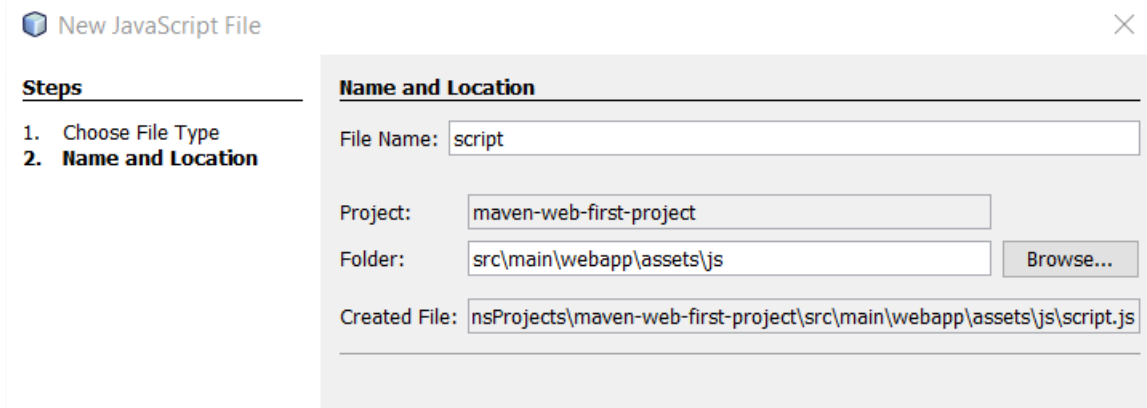 New JavaScript File
Steps
1. Choose File Type
2. Name and Location
Name and Location
File Name: script
Project: maven-web-first-project
Folder: src\main\webapp\assets\js Browse...
Created File: nsProjects\maven-web-first-project\src\main\webapp\assets\js\script.js